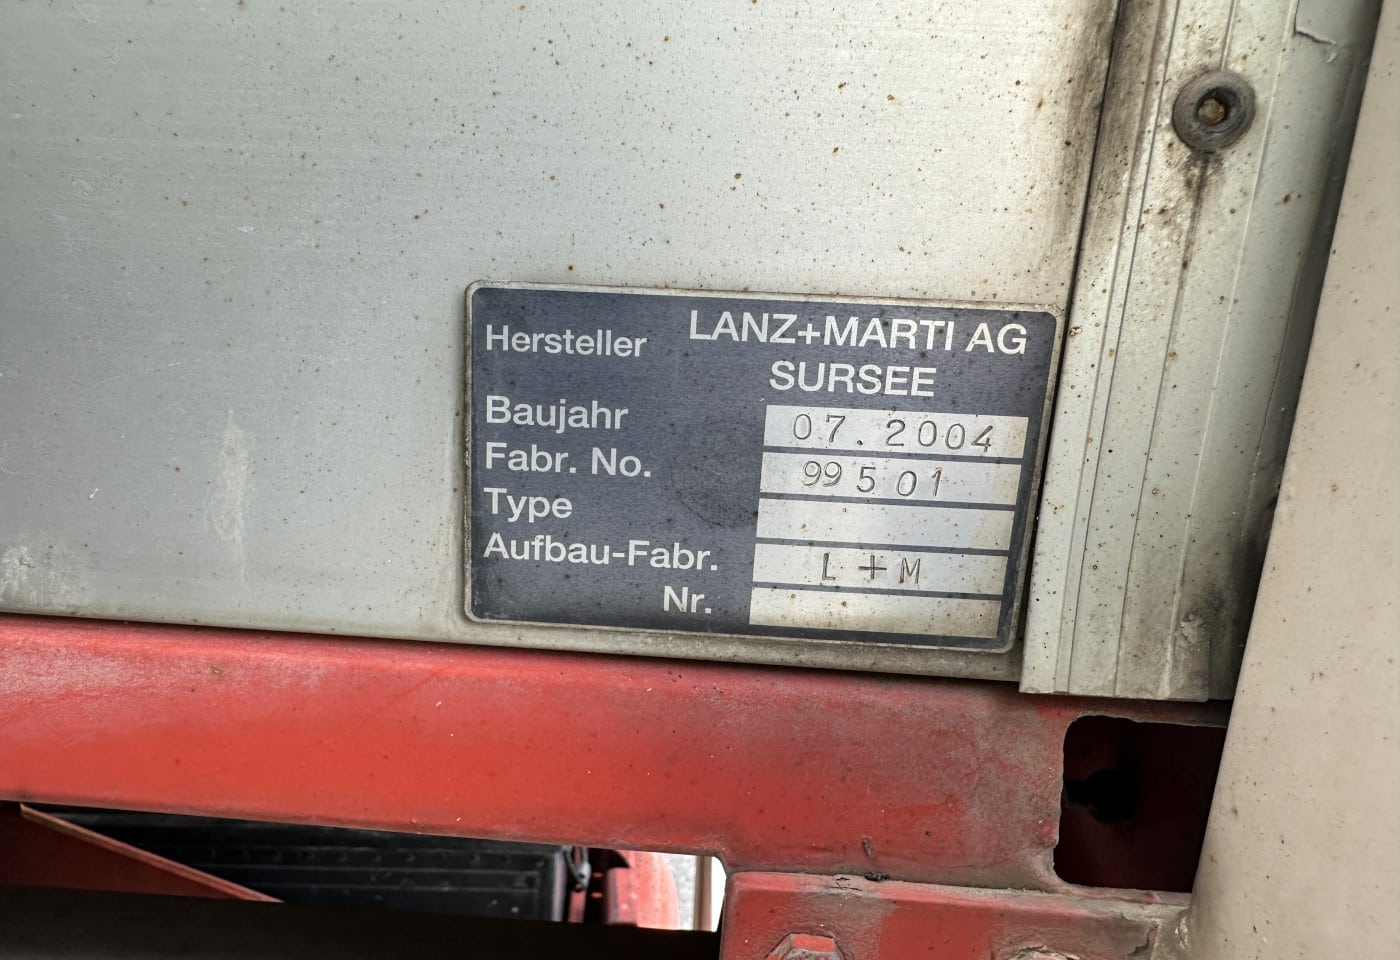 Hersteller LANZ+MARTI AG
SURSEE
Baujahr 07.2004
Fabr. No. 99501
Type
Aufbau-Fabr. L+M
Nr.